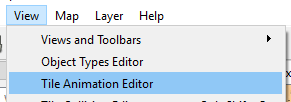 View Map Layer Help
Views and Toolbars
Object Types Editor
Tile Animation Editor